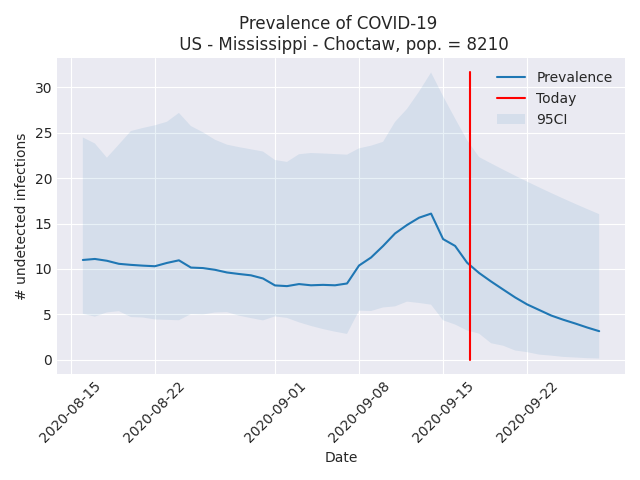 Prevalence of COVID-19
US - Mississippi - Choctaw, pop. = 8210
# undetected infections
30
25
20
15
10
5
0
Prevalence
Today
95CI
2020-08-15
2020-08-22
2020-09-01
2020-09-08
2020-09-15
2020-09-22
Date